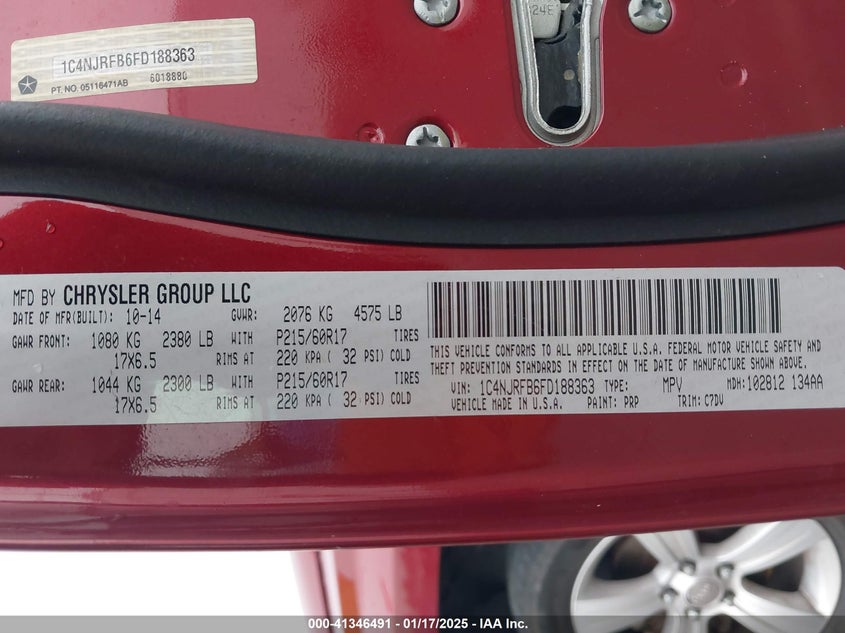 24E
1C4NJRFB6FD188363
6018880
PT. NO. 05116471AB
MFD BY CHRYSLER GROUP LLC
DATE OF MFR(BUILT): 10-14 GVWR: 2076 KG 4575 LB
GAWR FRONT: 1080 KG 2380 LB WITH P215/60R17 TIRES
17X6.5 RIMS AT 220 KPA ( 32 PSI) COLD
GAWR REAR: 1044 KG 2300 LB WITH P215/60R17 TIRES
17X6.5 RIMS AT 220 KPA ( 32 PSI) COLD
THIS VEHICLE CONFORMS TO ALL APPLICABLE U.S.A. FEDERAL MOTOR VEHICLE SAFETY AND
THEFT PREVENTION STANDARDS IN EFFECT ON THE DATE OF MANUFACTURE SHOWN ABOVE.
VIN: 1C4NJRFB6FD188363 TYPE: MPV MDH: 102812 134AA
VEHICLE MADE IN U.S.A. PAINT: PRP TRIM: C7DV
000-41346491 - 01/17/2025 - IAA Inc.